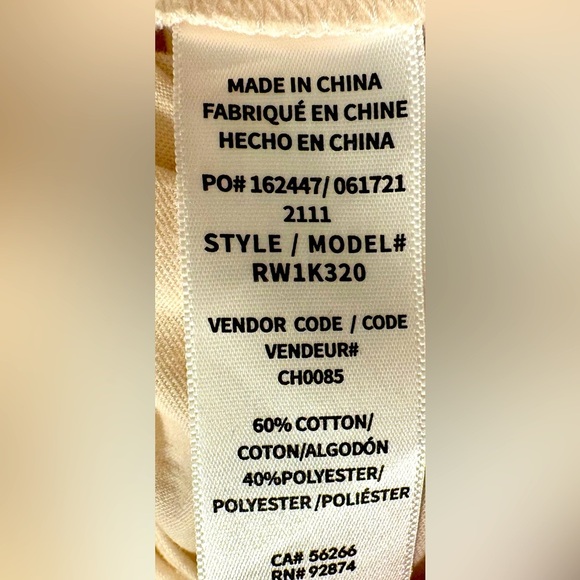 MADE IN CHINA
FABRIQUÉ EN CHINE
HECHO EN CHINA
PO# 162447/ 061721
2111
STYLE / MODEL#
RW1K320
VENDOR CODE / CODE
VENDEUR#
CH0085
60% COTTON/
COTON/ALGODÓN
40%POLYESTER/
POLYESTER /POLIÉSTER
CA# 56266
RN# 92874